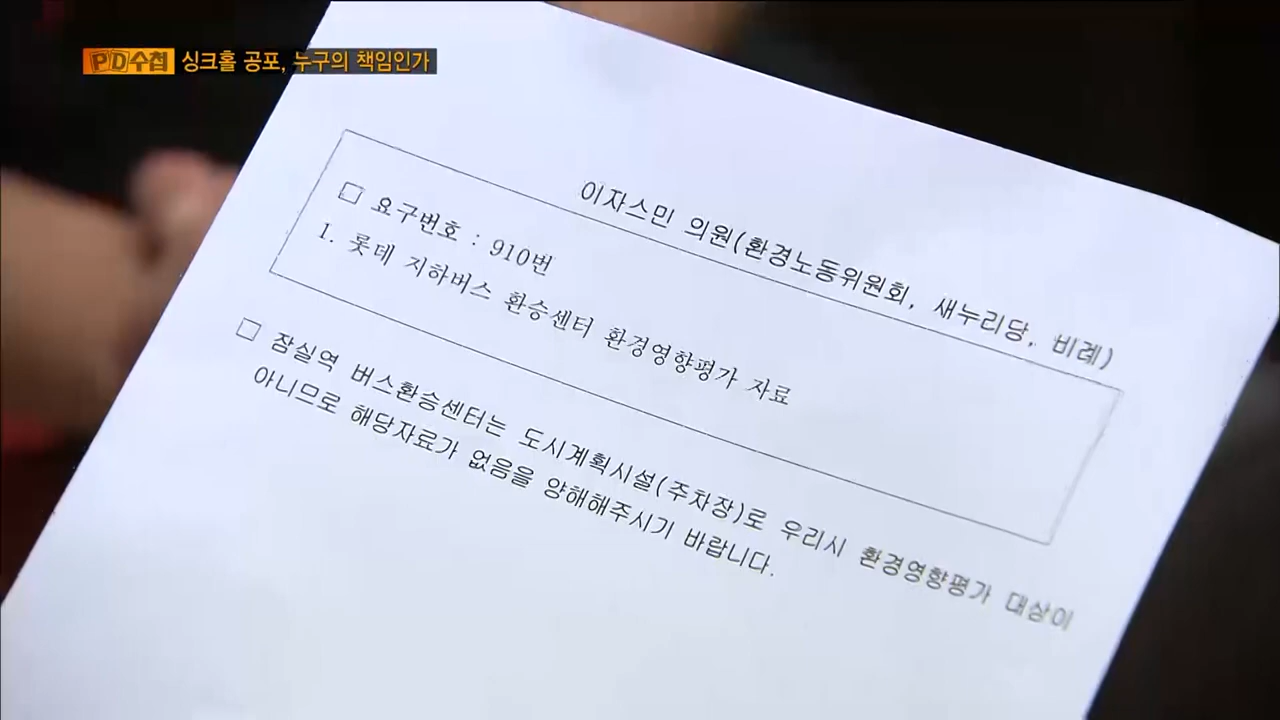 PD수첩 싱크홀 공포, 누구의 책임인가
이자스민 의원(환경노동위원회, 새누리당, 비례)
□ 요구번호 : 910번
1. 롯데 지하버스 환승센터 환경영향평가 자료
□ 잠실역 버스환승센터는 도시계획시설(주차장)로 우리시 환경영향평가 대상이
아니므로 해당자료가 없음을 양해해주시기 바랍니다.